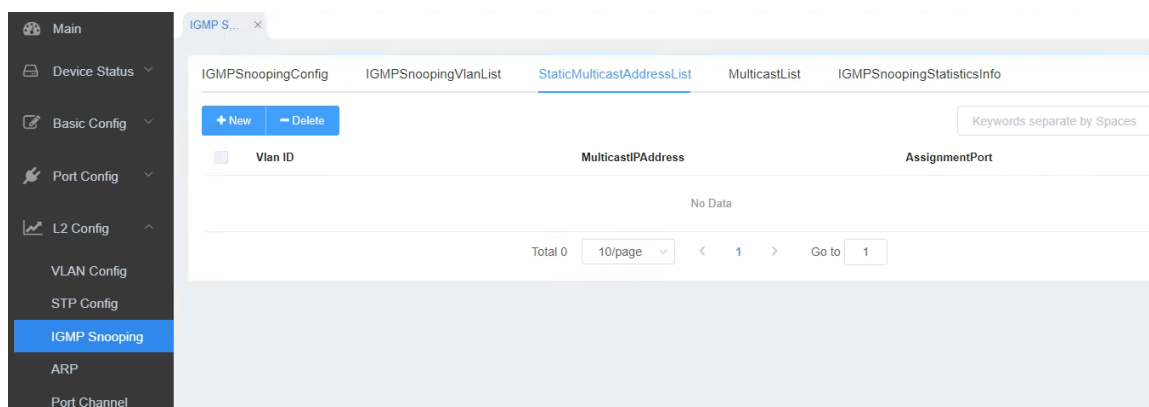 Main
Device Status
Basic Config
Port Config
L2 Config
VLAN Config
STP Config
IGMP Snooping
ARP
Port Channel
IGMP S...
IGMPSnoopingConfig IGMPSnoopingVlanList StaticMulticastAddressList MulticastList IGMPSnoopingStatisticsInfo
New Delete Keywords separate by Spaces
Vlan ID MulticastIPAddress AssignmentPort
No Data
Total 0 10/page 1 Go to 1